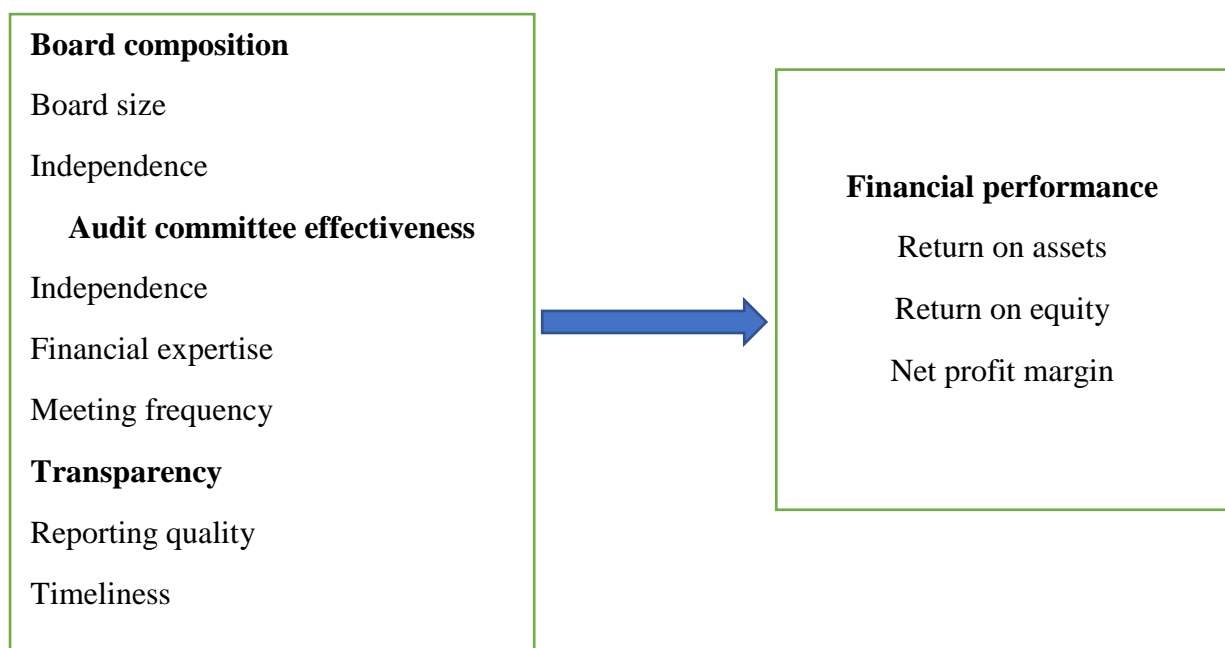 Board composition
Board size
Independence
Audit committee effectiveness
Independence
Financial expertise
Meeting frequency
Transparency
Reporting quality
Timeliness
Financial performance
Return on assets
Return on equity
Net profit margin